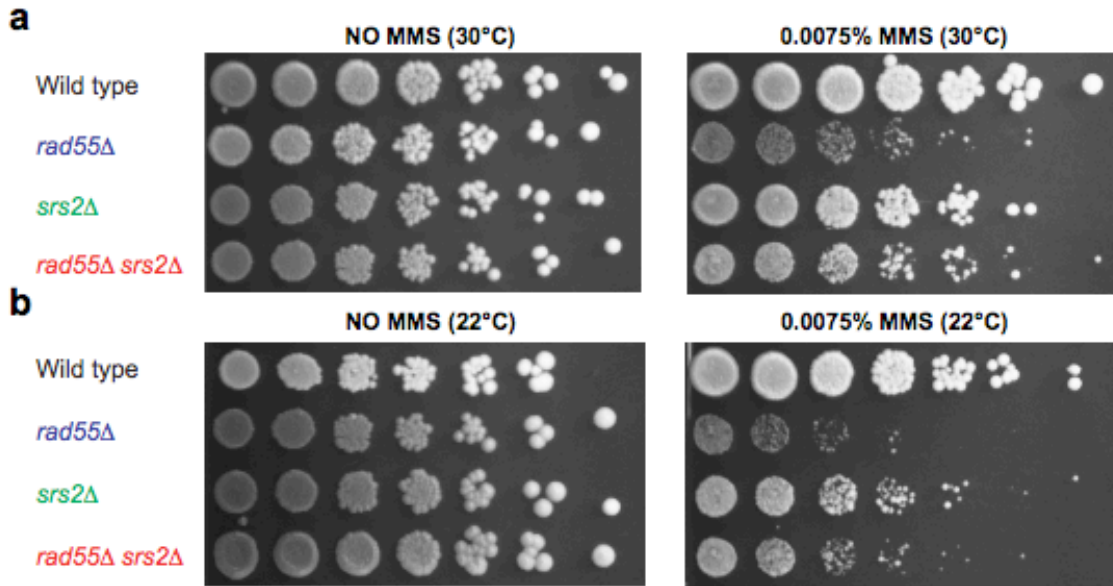 a
NO MMS (30°C)
0.0075% MMS (30°C)
Wild type
rad55Δ
srs2Δ
rad55Δ srs2Δ
b
NO MMS (22°C)
0.0075% MMS (22°C)
Wild type
rad55Δ
srs2Δ
rad55Δ srs2Δ